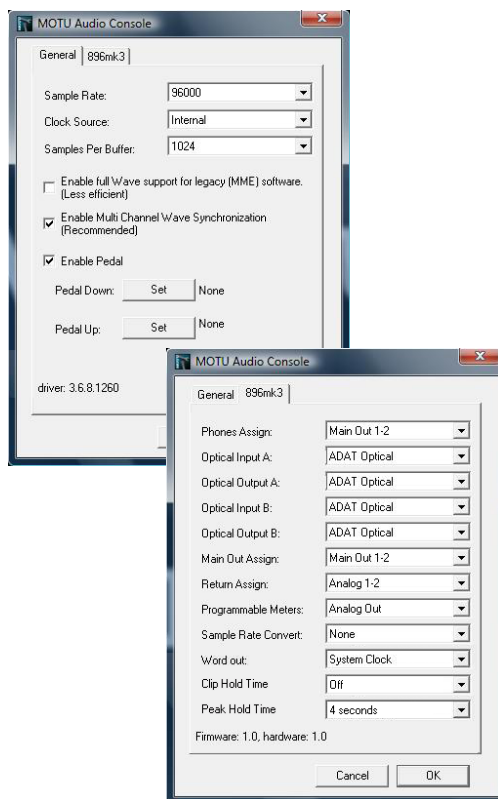 MOTU Audio Console
General 896mk3
Sample Rate: 96000
Clock Source: Internal
Samples Per Buffer: 1024
Enable full Wave support for legacy (MME) software.
(Less efficient)
Enable Multi Channel Wave Synchronization
(Recommended)
Enable Pedal
Pedal Down: Set None
Pedal Up: Set None
driver: 3.6.8.1260
MOTU Audio Console
General 896mk3
Phones Assign: Main Out 1-2
Optical Input A: ADAT Optical
Optical Output A: ADAT Optical
Optical Input B: ADAT Optical
Optical Output B: ADAT Optical
Main Out Assign: Main Out 1-2
Return Assign: Analog 1-2
Programmable Meters: Analog Out
Sample Rate Convert: None
Word out: System Clock
Clip Hold Time Off
Peak Hold Time 4 seconds
Firmware: 1.0, hardware: 1.0
Cancel OK